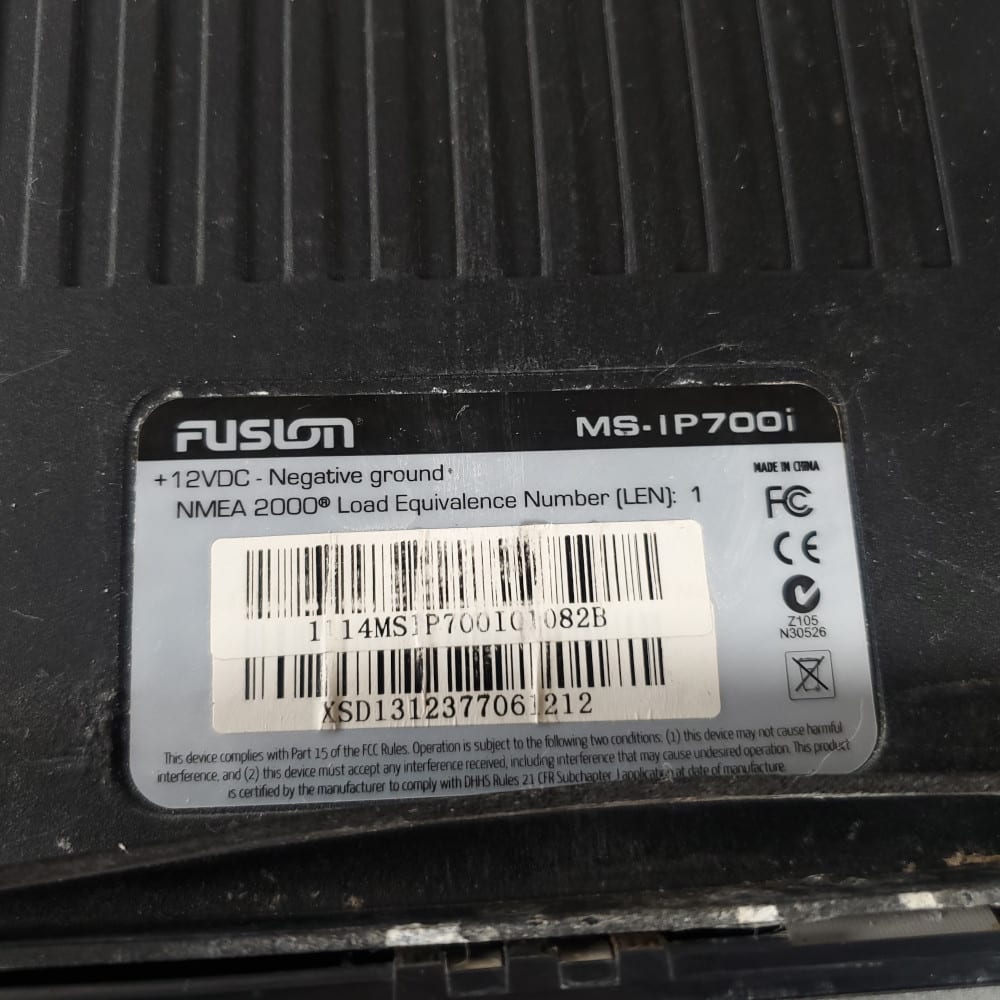 FUSION
MS-IP700i
+12VDC - Negative ground
NMEA 2000® Load Equivalence Number (LEN): 1
MADE IN CHINA
FC
CE
Z105
N30526
XSD1312377061212
This device complies with Part 15 of the FCC Rules. Operation is subject to the following two conditions: (1) this device may not cause harmful
interference, and (2) this device must accept any interference received, including interference that may cause undesired operation. This product
is certified by the manufacturer to comply with DHHS Rules 21 CFR Subchapter J application at date of manufacture.